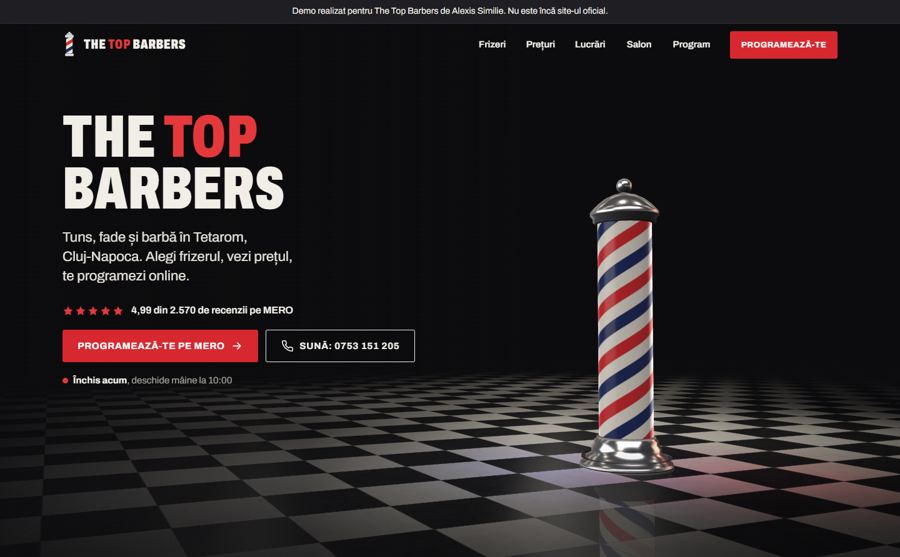 Demo realizat pentru The Top Barbers de Alexis Similie. Nu este încă site-ul oficial.
THE TOP BARBERS
Frizeri
Prețuri
Lucrări
Salon
Program
PROGRAMEAZĂ-TE
THE TOP
BARBERS
Tuns, fade și barbă în Tetarom,
Cluj-Napoca. Alegi frizerul, vezi prețul,
te programezi online.
4,99 din 2.570 de recenzii pe MERO
PROGRAMEAZĂ-TE PE MERO
SUNĂ: 0753 151 205
Închis acum, deschide mâine la 10:00